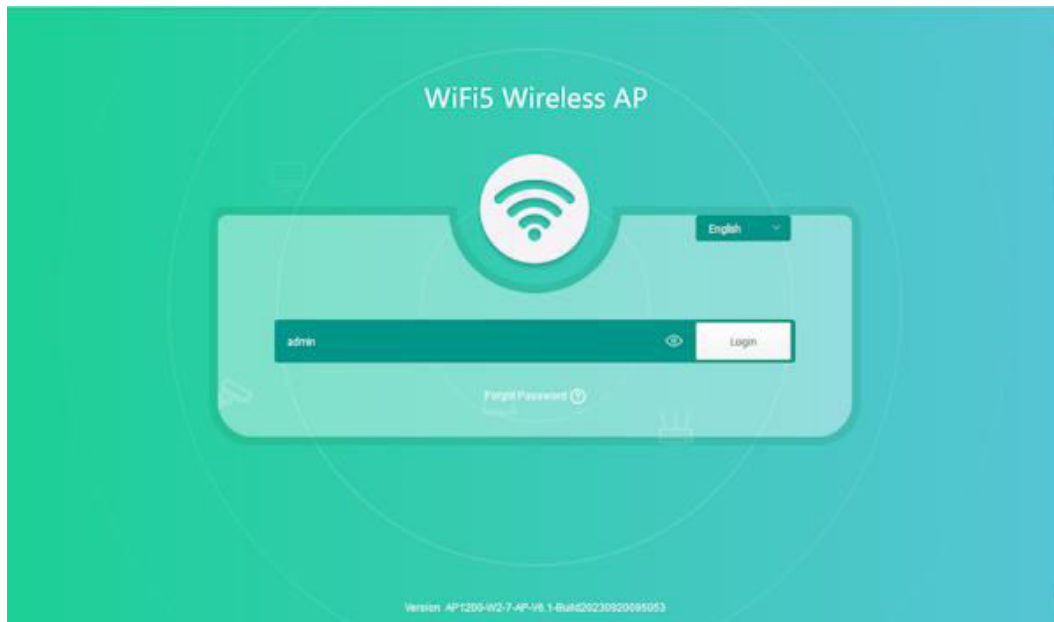 WiFi5 Wireless AP
English
admin
Login
Forgot Password ?
Version AP1200-W2-7-AP-V6.1-Build20230920095053